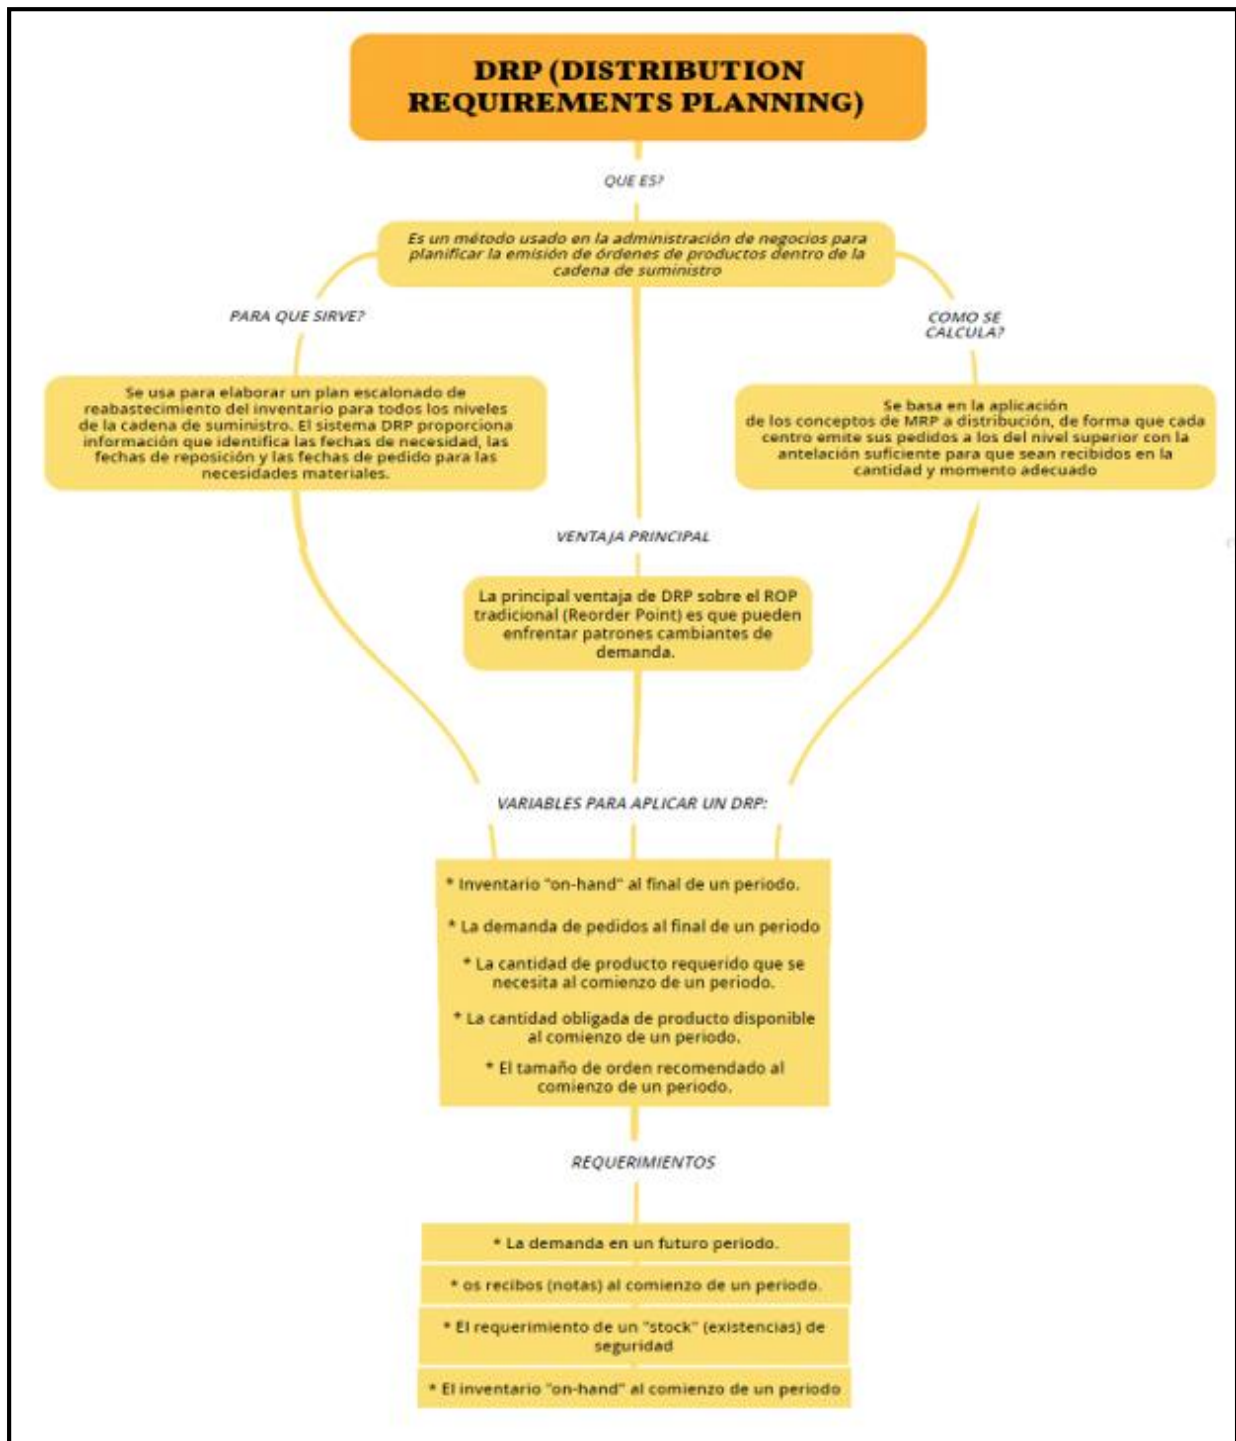 DRP (DISTRIBUTION
REQUIREMENTS PLANNING)
QUE ES?
Es un método usado en la administración de negocios para
planificar la emisión de órdenes de productos dentro de la
cadena de suministro
PARA QUE SIRVE?
Se usa para elaborar un plan escalonado de
reabastecimiento del inventario para todos los niveles
de la cadena de suministro. El sistema DRP proporciona
información que identifica las fechas de necesidad, las
fechas de reposición y las fechas de pedido para las
necesidades materiales.
COMO SE
CALCULA?
Se basa en la aplicación
de los conceptos de MRP a distribución, de forma que cada
centro emite sus pedidos a los del nivel superior con la
antelación suficiente para que sean recibidos en la
cantidad y momento adecuado
VENTAJA PRINCIPAL
La principal ventaja de DRP sobre el ROP
tradicional (Reorder Point) es que pueden
enfrentar patrones cambiantes de
demanda.
VARIABLES PARA APLICAR UN DRP:
* Inventario "on-hand" al final de un periodo.
* La demanda de pedidos al final de un periodo
* La cantidad de producto requerido que se
necesita al comienzo de un periodo.
* La cantidad obligada de producto disponible
al comienzo de un periodo.
* El tamaño de orden recomendado al
comienzo de un periodo.
REQUERIMIENTOS
* La demanda en un futuro periodo.
* os recibos (notas) al comienzo de un periodo.
* El requerimiento de un "stock" (existencias) de
seguridad
* El inventario "on-hand" al comienzo de un periodo